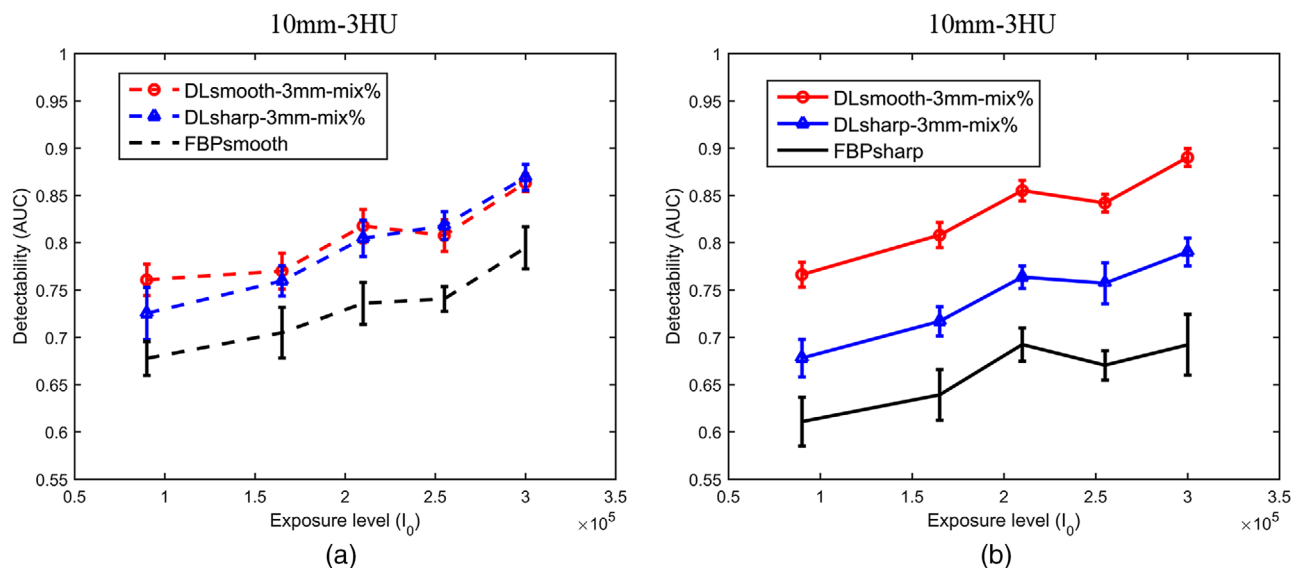 10mm-3HU
1
0.95
0.9
0.85
0.8
0.75
0.7
0.65
0.6
0.55
Detectability (AUC)
DLsmooth-3mm-mix%
DLsharp-3mm-mix%
FBPsmooth
0.5 1 1.5 2 2.5 3 3.5
Exposure level (I₀)
×10⁵
(a)
10mm-3HU
1
0.95
0.9
0.85
0.8
0.75
0.7
0.65
0.6
0.55
Detectability (AUC)
DLsmooth-3mm-mix%
DLsharp-3mm-mix%
FBPsharp
0.5 1 1.5 2 2.5 3 3.5
Exposure level (I₀)
×10⁵
(b)